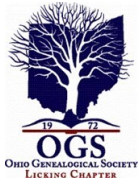 19 72
OGS
OHIO GENEALOGICAL SOCIETY
LICKING CHAPTER